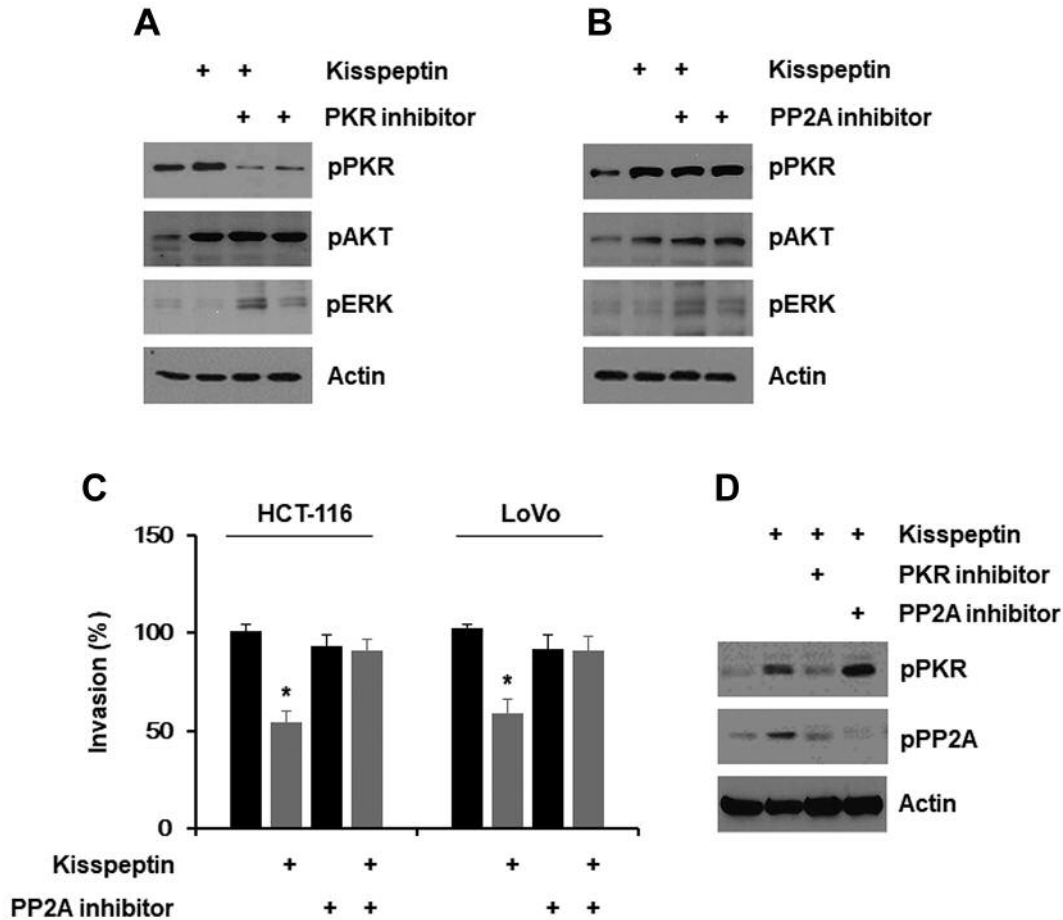 A
+ + Kisspeptin
+ + PKR inhibitor
pPKR
pAKT
pERK
Actin
B
+ + Kisspeptin
+ + PP2A inhibitor
pPKR
pAKT
pERK
Actin
C
HCT-116 LoVo
150
100
50
0
Invasion (%)
* *
Kisspeptin + + + +
PP2A inhibitor + + + +
D
+ + + Kisspeptin
+ PKR inhibitor
+ PP2A inhibitor
pPKR
pPP2A
Actin